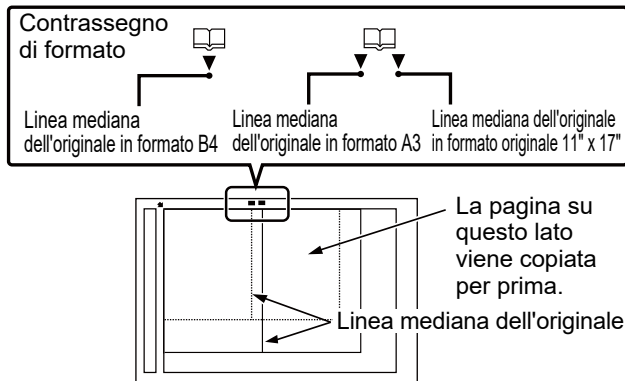 Contrassegno
di formato
Linea mediana
dell'originale in formato B4
Linea mediana
dell'originale in formato A3
Linea mediana dell'originale
in formato originale 11" x 17"
La pagina su
questo lato
viene copiata
per prima.
Linea mediana dell'originale